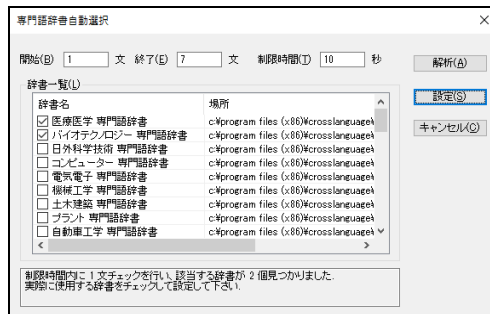 専門語辞書自動選択
開始(B) 1 文 終了(E) 7 文 制限時間(T) 10 秒
解析(A)
辞書一覧(L)
設定(S)
辞書名 場所
キャンセル(C)
医療医学 専門語辞書 c:¥program files (x86)¥crosslanguage¥
バイオテクノロジー 専門語辞書 c:¥program files (x86)¥crosslanguage¥
日外科学技術 専門語辞書 c:¥program files (x86)¥crosslanguage¥
コンピューター 専門語辞書 c:¥program files (x86)¥crosslanguage¥
電気電子 専門語辞書 c:¥program files (x86)¥crosslanguage¥
機械工学 専門語辞書 c:¥program files (x86)¥crosslanguage¥
土木建築 専門語辞書 c:¥program files (x86)¥crosslanguage¥
プラント 専門語辞書 c:¥program files (x86)¥crosslanguage¥
自動車工学 専門語辞書 c:¥program files (x86)¥crosslanguage¥
制限時間内に 1 文チェックを行い、該当する辞書が 2 個見つかりました.
実際に使用する辞書をチェックして設定して下さい.